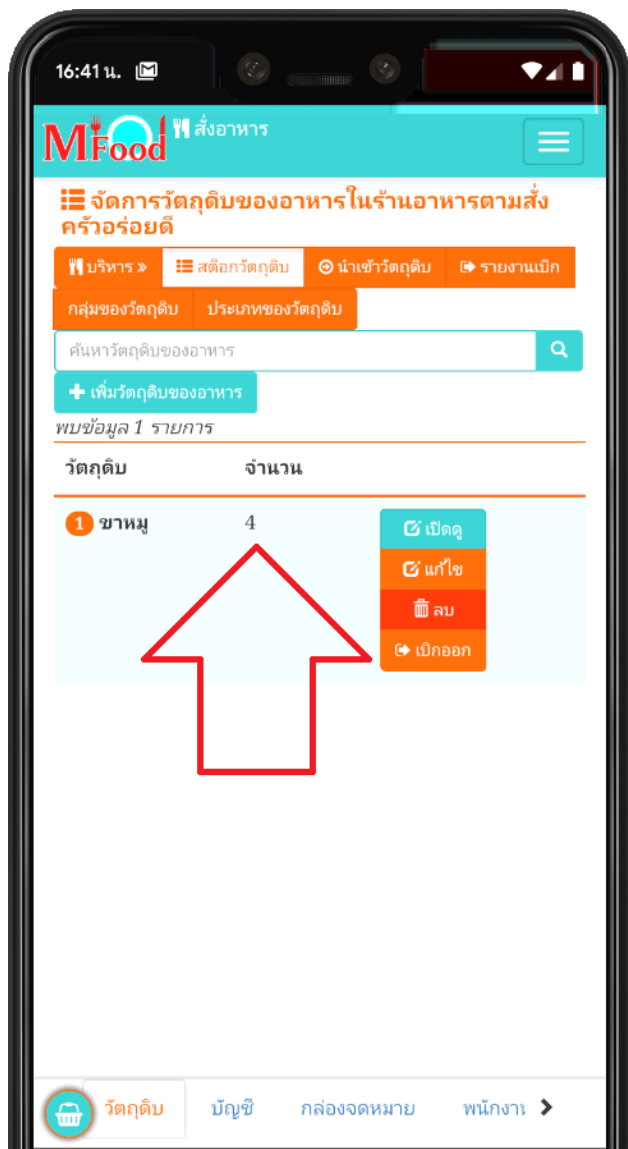 16:41 น.
MFood สั่งอาหาร
จัดการวัตถุดิบของอาหารในร้านอาหารตามสั่ง
ครัวอร่อยดี
บริหาร » สต๊อกวัตถุดิบ นำเข้าวัตถุดิบ รายงานเบิก
กลุ่มของวัตถุดิบ ประเภทของวัตถุดิบ
ค้นหาวัตถุดิบของอาหาร
เพิ่มวัตถุดิบของอาหาร
พบข้อมูล 1 รายการ
วัตถุดิบ จำนวน
1 ขาหมู 4 เปิดดู
แก้ไข
ลบ
เบิกออก
วัตถุดิบ บัญชี กล่องจดหมาย พนักงาน